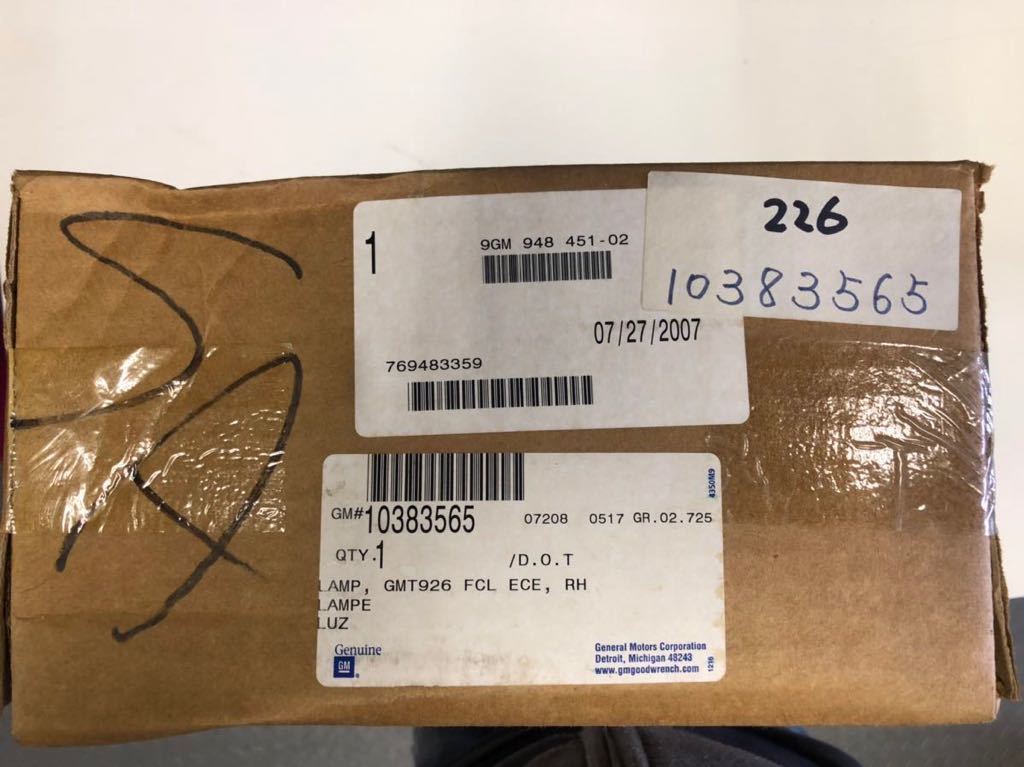 1
9GM 948 451-02
07/27/2007
769483359
226
10383565
GM#10383565
07208 0517 GR.02.725
4350M9
QTY.1
/D.O.T
LAMP, GMT926 FCL ECE, RH
LAMPE
LUZ
Genuine
GM
General Motors Corporation
Detroit, Michigan 48243
www.gmgoodwrench.com
1216